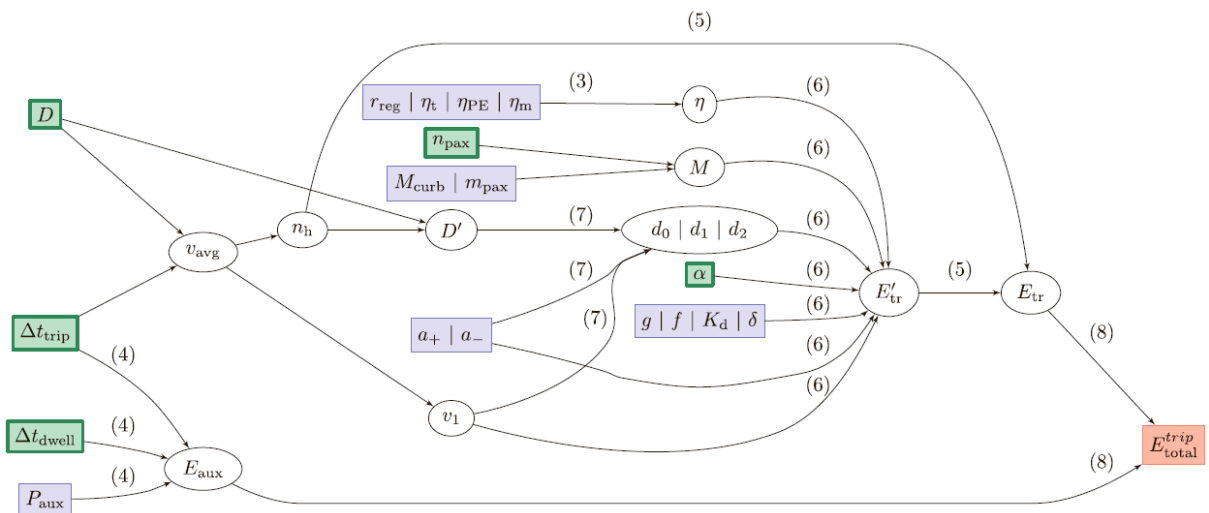 (5)
(3)
(6)
r_reg | η_t | η_PE | η_m
η
D
n_pax
(6)
M
M_curb | m_pax
(7)
(6)
n_h
D′
d_0 | d_1 | d_2
v_avg
(7)
α
(6)
(5)
E′_tr
E_tr
(6)
g | f | K_d | δ
(7)
Δt_trip
a_+ | a_−
(6)
(8)
(4)
(6)
v_1
(4)
Δt_dwell
E^trip_total
E_aux
(8)
(4)
P_aux